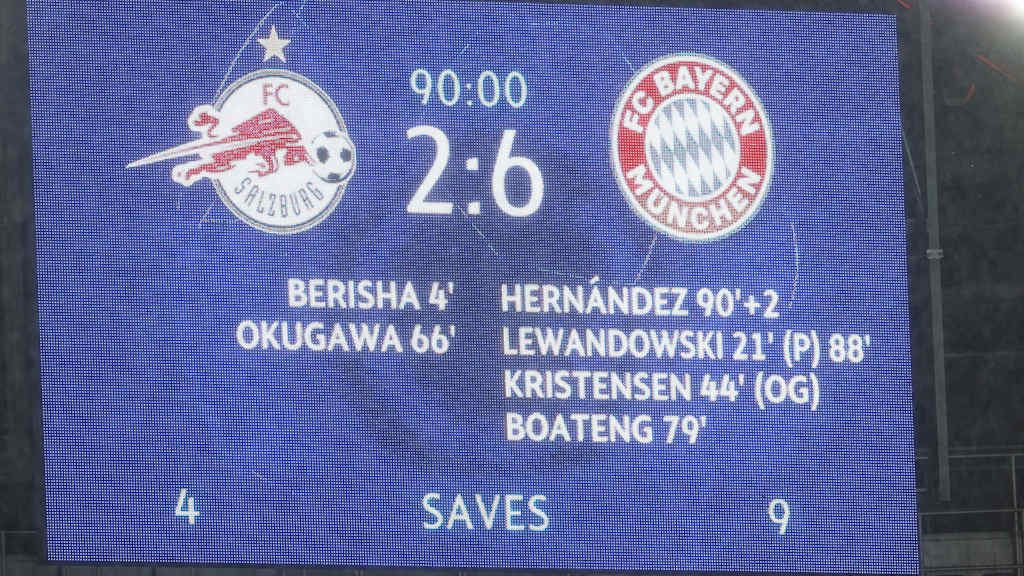 FC
SALZBURG
90:00
2:6
FC BAYERN
MÜNCHEN
BERISHA 4'
OKUGAWA 66'
HERNÁNDEZ 90'+2
LEWANDOWSKI 21' (P) 88'
KRISTENSEN 44' (OG)
BOATENG 79'
4 SAVES 9